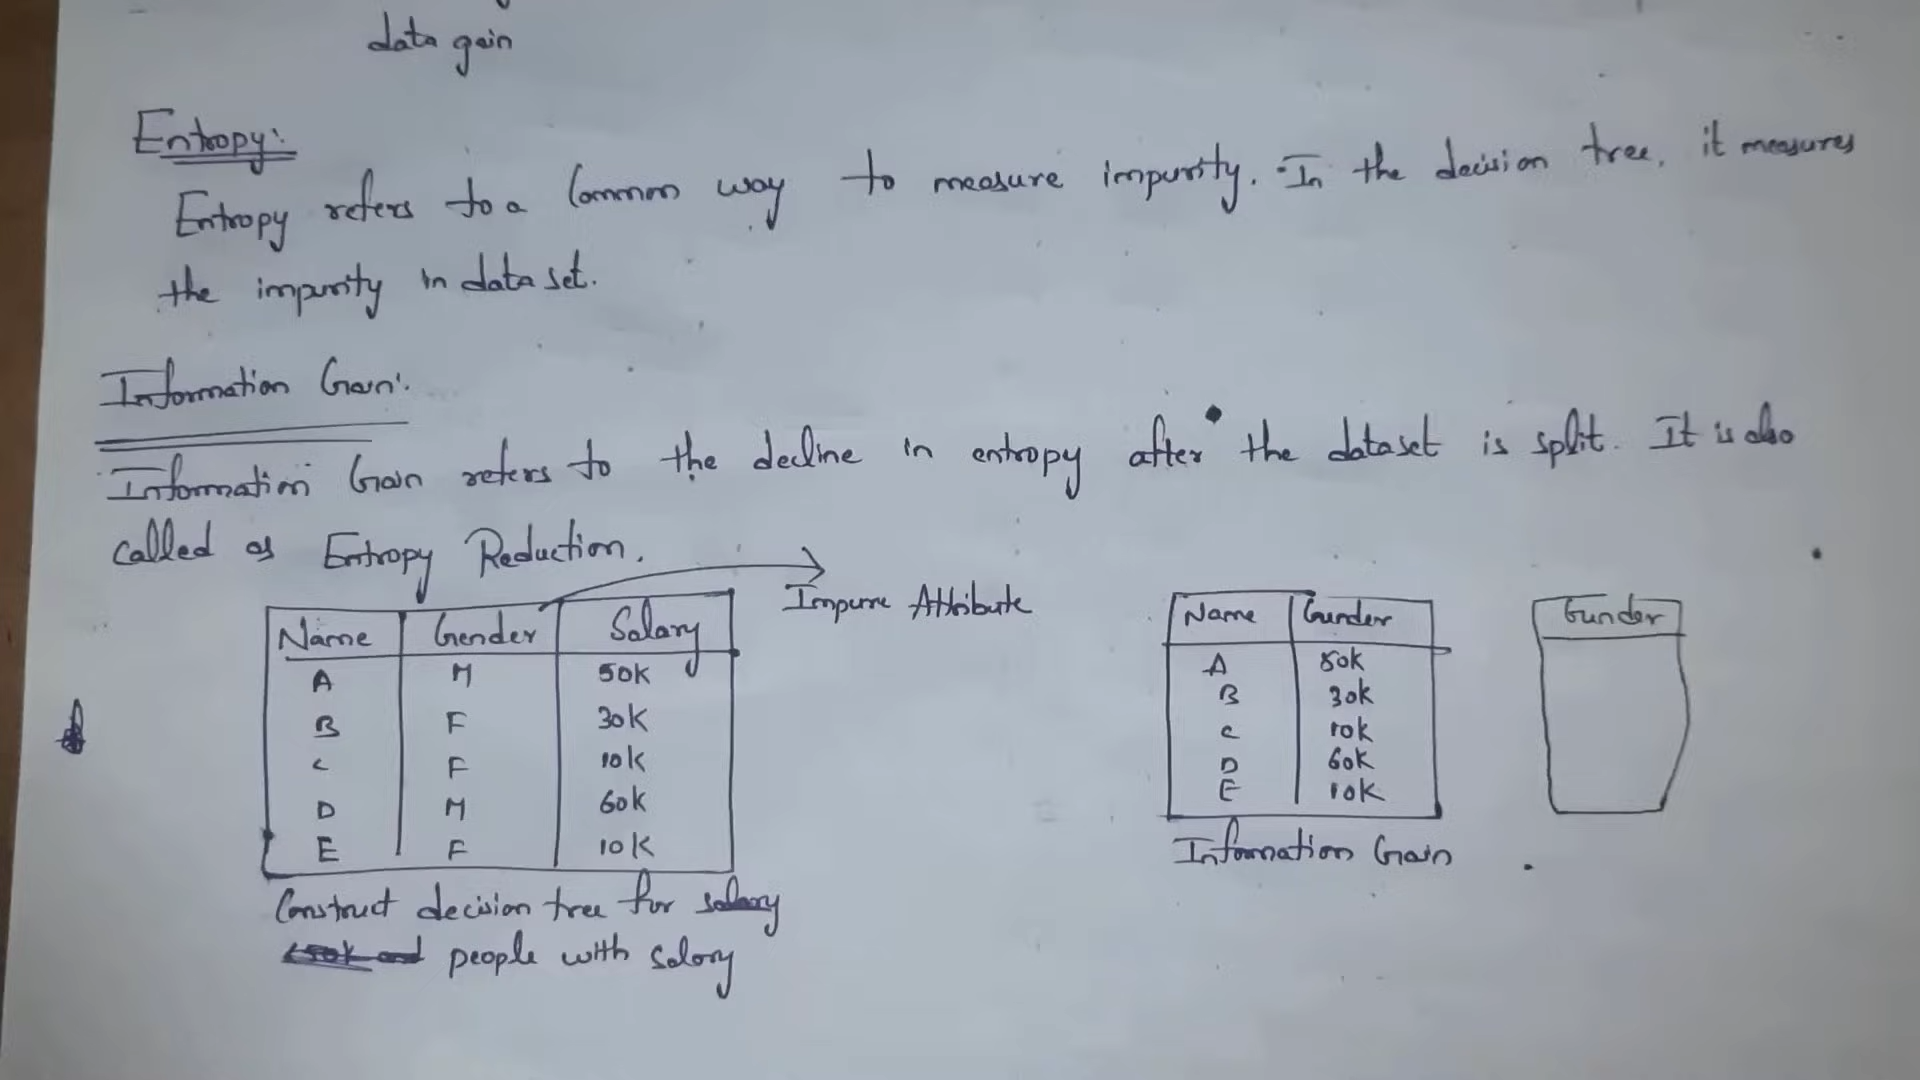 data gain
Entropy:
Entropy refers to a Common way to measure impurity. In the decision tree, it measures
the impurity in data set.
Information Gain:
Information Gain refers to the decline in entropy after the dataset is split. It is also
called as Entropy Reduction.
Impure Attribute
Name Gender Salary
A M 50K
B F 30K
C F 10K
D M 60K
E F 10K
Construct decision tree for salary
people with salary
Name Gunder
A 50K
B 30K
C 10K
D 60K
E 10K
Information Gain
Gunder